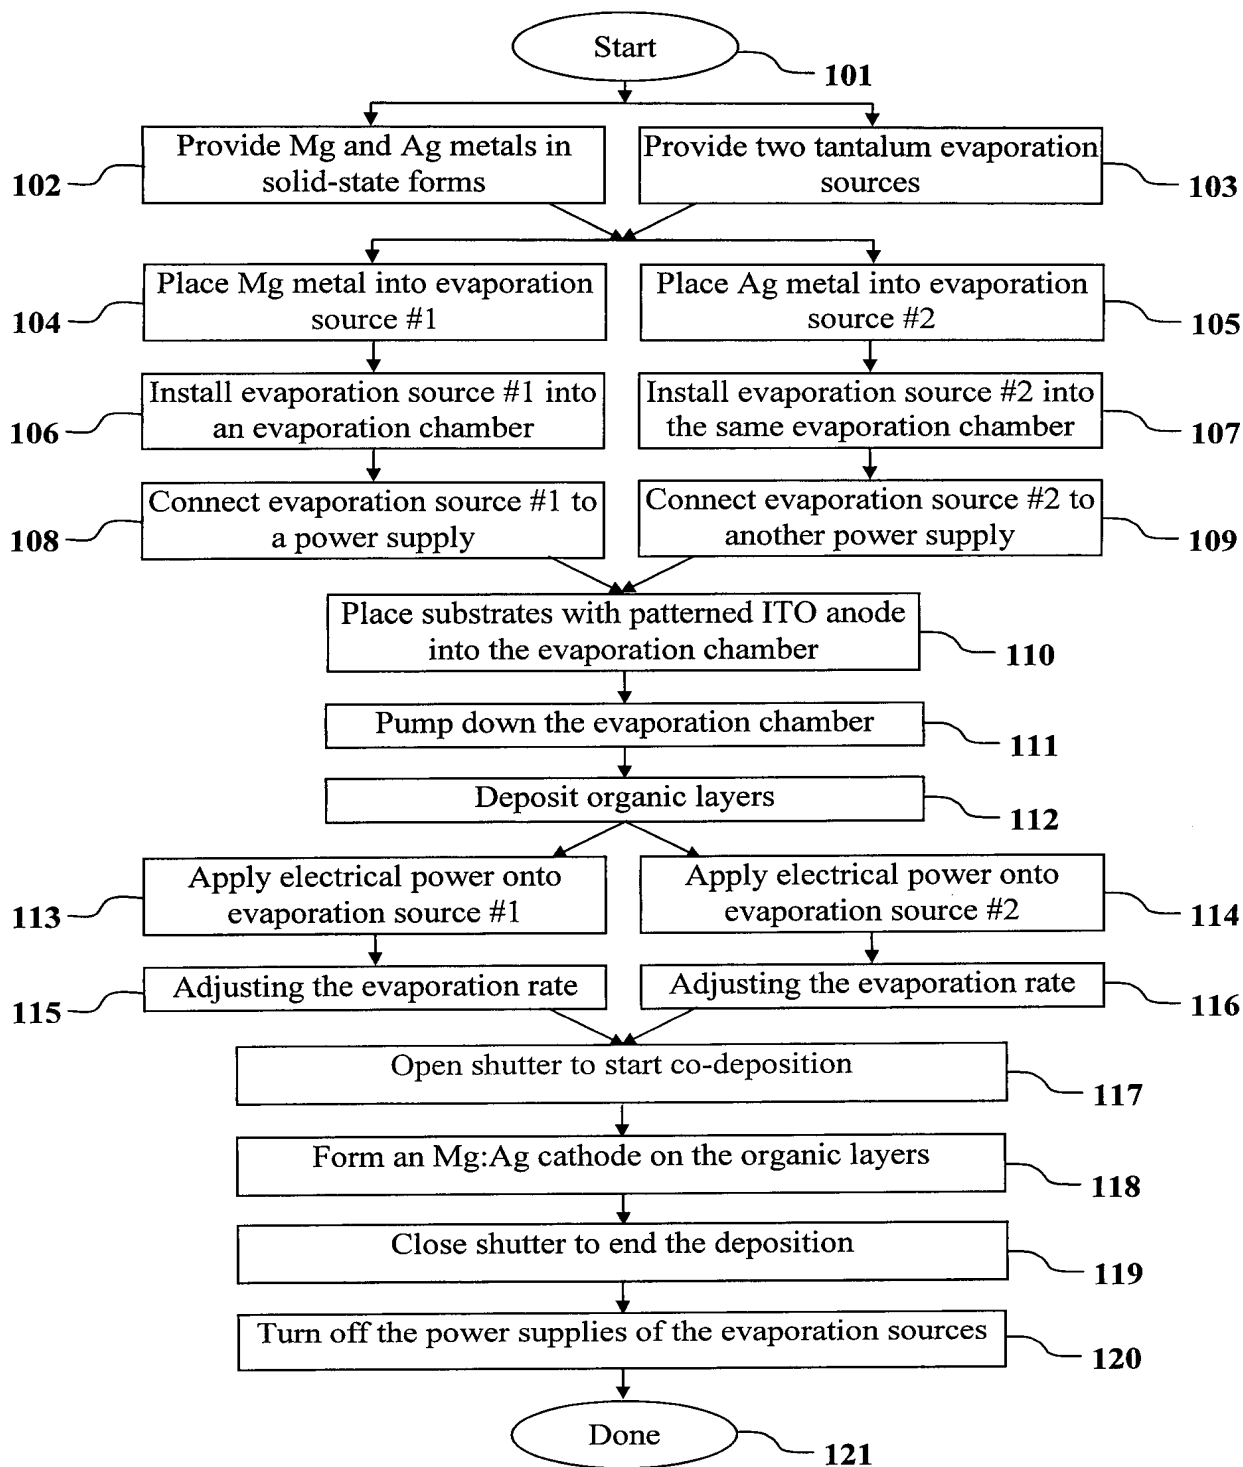 Start
101
Provide Mg and Ag metals in
solid-state forms
102
Provide two tantalum evaporation
sources
103
Place Mg metal into evaporation
source #1
104
Place Ag metal into evaporation
source #2
105
Install evaporation source #1 into
an evaporation chamber
106
Install evaporation source #2 into
the same evaporation chamber
107
Connect evaporation source #1 to
a power supply
108
Connect evaporation source #2 to
another power supply
109
Place substrates with patterned ITO anode
into the evaporation chamber
110
Pump down the evaporation chamber
111
Deposit organic layers
112
Apply electrical power onto
evaporation source #1
113
Apply electrical power onto
evaporation source #2
114
Adjusting the evaporation rate
115
Adjusting the evaporation rate
116
Open shutter to start co-deposition
117
Form an Mg:Ag cathode on the organic layers
118
Close shutter to end the deposition
119
Turn off the power supplies of the evaporation sources
120
Done
121